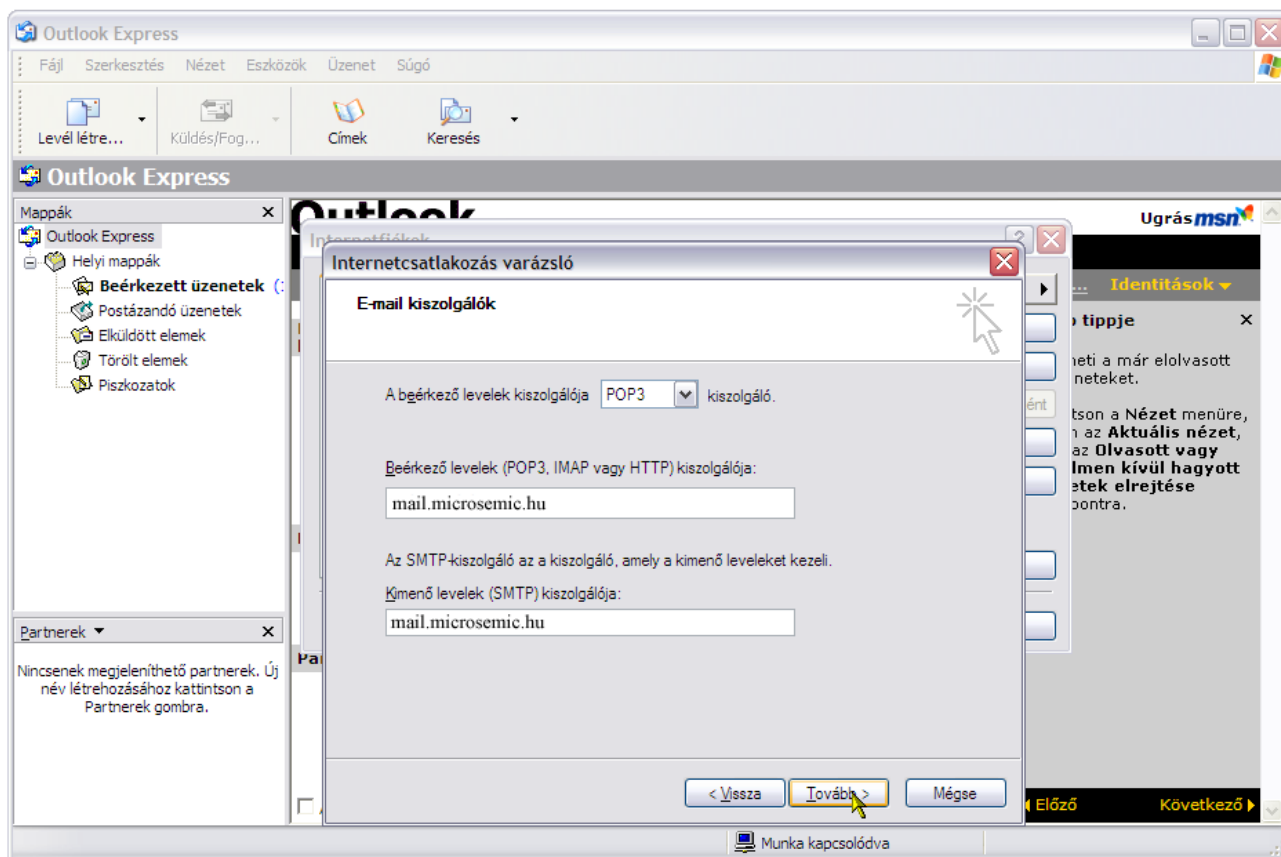 Outlook Express
Fájl Szerkesztés Nézet Eszközök Üzenet Súgó
Levél létre... Küldés/Fog... Címek Keresés
Outlook Express
Mappák
Outlook Express
Helyi mappák
Beérkezett üzenetek
Postázandó üzenetek
Elküldött elemek
Törölt elemek
Piszkozatok
Partnerek
Nincsenek megjeleníthető partnerek. Új
név létrehozásához kattintson a
Partnerek gombra.
Outlook
Ugrás msn
Identitások
tippje
már elolvasott
neteket.
a Nézet menüre,
az Aktuális nézet,
az Olvasott vagy
kívül hagyott
elrejtése
Internetfiókok
Internetcsatlakozás varázsló
E-mail kiszolgálók
A beérkező levelek kiszolgálója POP3 kiszolgáló.
Beérkező levelek (POP3, IMAP vagy HTTP) kiszolgálója:
mail.microsemic.hu
Az SMTP-kiszolgáló az a kiszolgáló, amely a kimenő leveleket kezeli.
Kimenő levelek (SMTP) kiszolgálója:
mail.microsemic.hu
< Vissza Tovább > Mégse
Előző Következő
Munka kapcsolódva